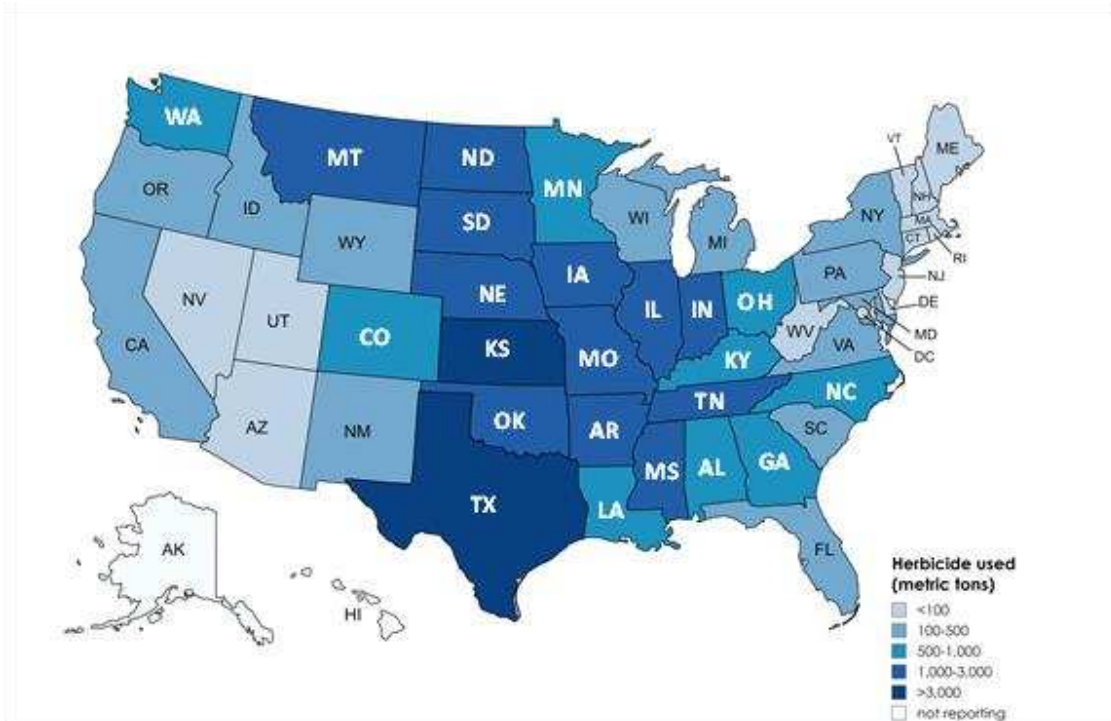 WA
MT
ND
MN
VT
ME
OR
ID
SD
WI
MI
NY
NH
MA
CT
RI
WY
IA
PA
NJ
NV
UT
NE
IL
IN
OH
DE
CO
KS
MO
WV
VA
MD
DC
CA
KY
NC
AZ
NM
OK
AR
TN
SC
MS
AL
GA
TX
LA
FL
AK
HI
Herbicide used
(metric tons)
<100
100-500
500-1,000
1,000-3,000
>3,000
not reporting